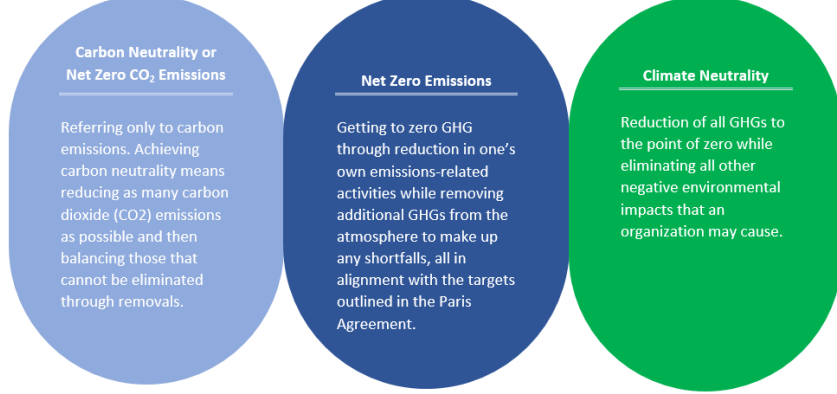 Carbon Neutrality or
Net Zero CO₂ Emissions
Referring only to carbon
emissions. Achieving
carbon neutrality means
reducing as many carbon
dioxide (CO2) emissions
as possible and then
balancing those that
cannot be eliminated
through removals.
Net Zero Emissions
Getting to zero GHG
through reduction in one’s
own emissions-related
activities while removing
additional GHGs from the
atmosphere to make up
any shortfalls, all in
alignment with the targets
outlined in the Paris
Agreement.
Climate Neutrality
Reduction of all GHGs to
the point of zero while
eliminating all other
negative environmental
impacts that an
organization may cause.